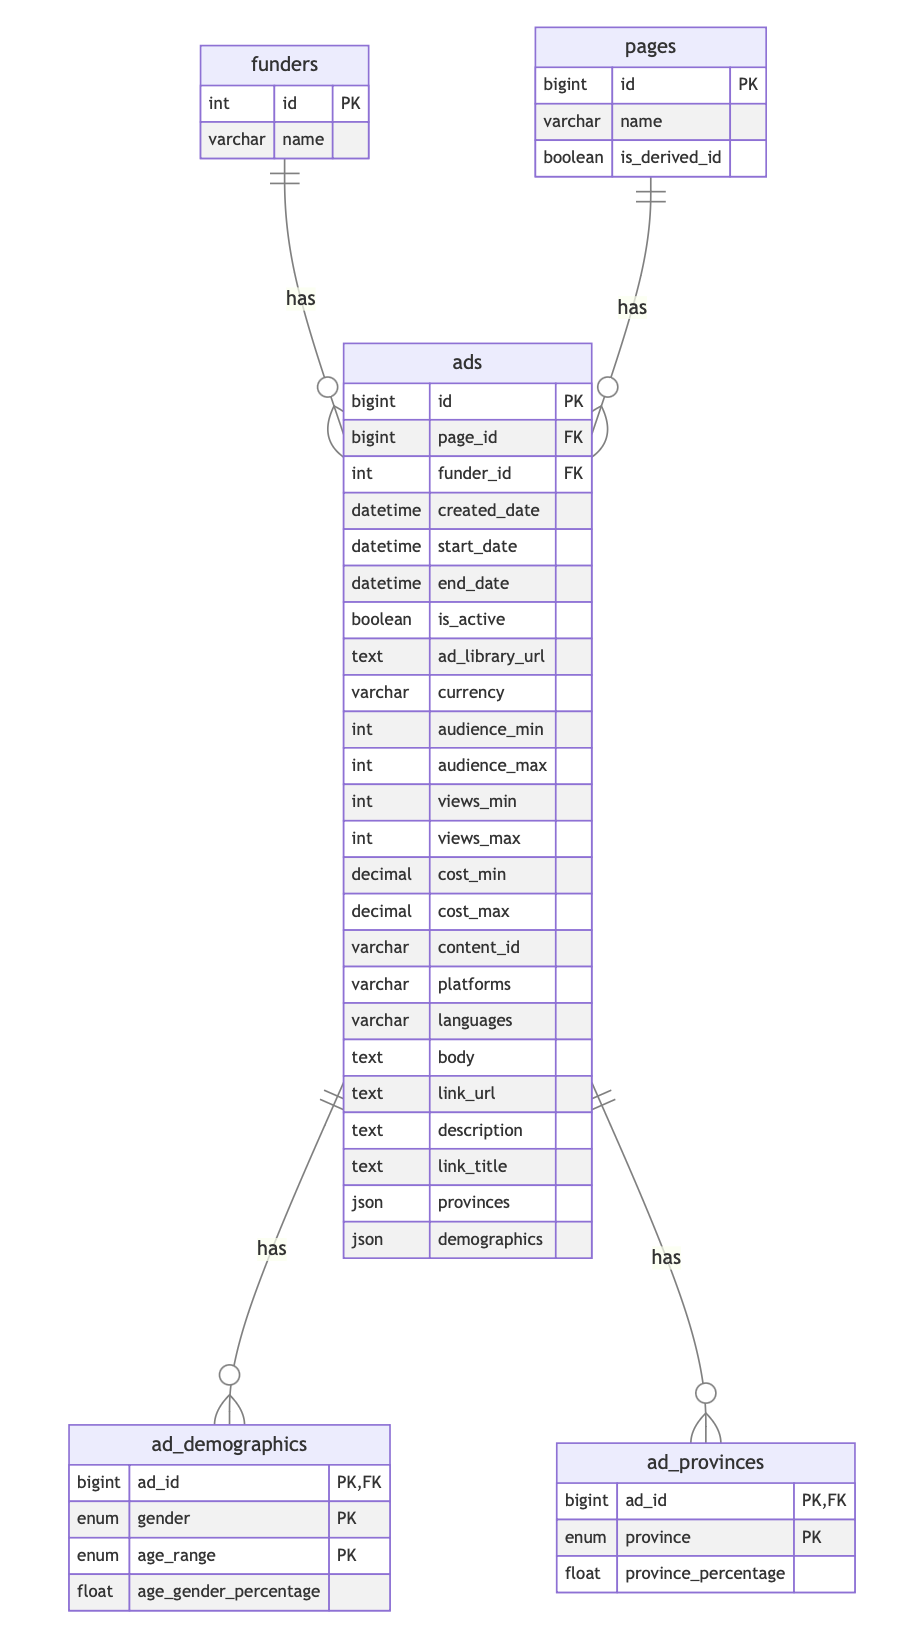 funders
int id PK
varchar name
pages
bigint id PK
varchar name
boolean is_derived_id
has
has
ads
bigint id PK
bigint page_id FK
int funder_id FK
datetime created_date
datetime start_date
datetime end_date
boolean is_active
text ad_library_url
varchar currency
int audience_min
int audience_max
int views_min
int views_max
decimal cost_min
decimal cost_max
varchar content_id
varchar platforms
varchar languages
text body
text link_url
text description
text link_title
json provinces
json demographics
has
has
ad_demographics
bigint ad_id PK,FK
enum gender PK
enum age_range PK
float age_gender_percentage
ad_provinces
bigint ad_id PK,FK
enum province PK
float province_percentage